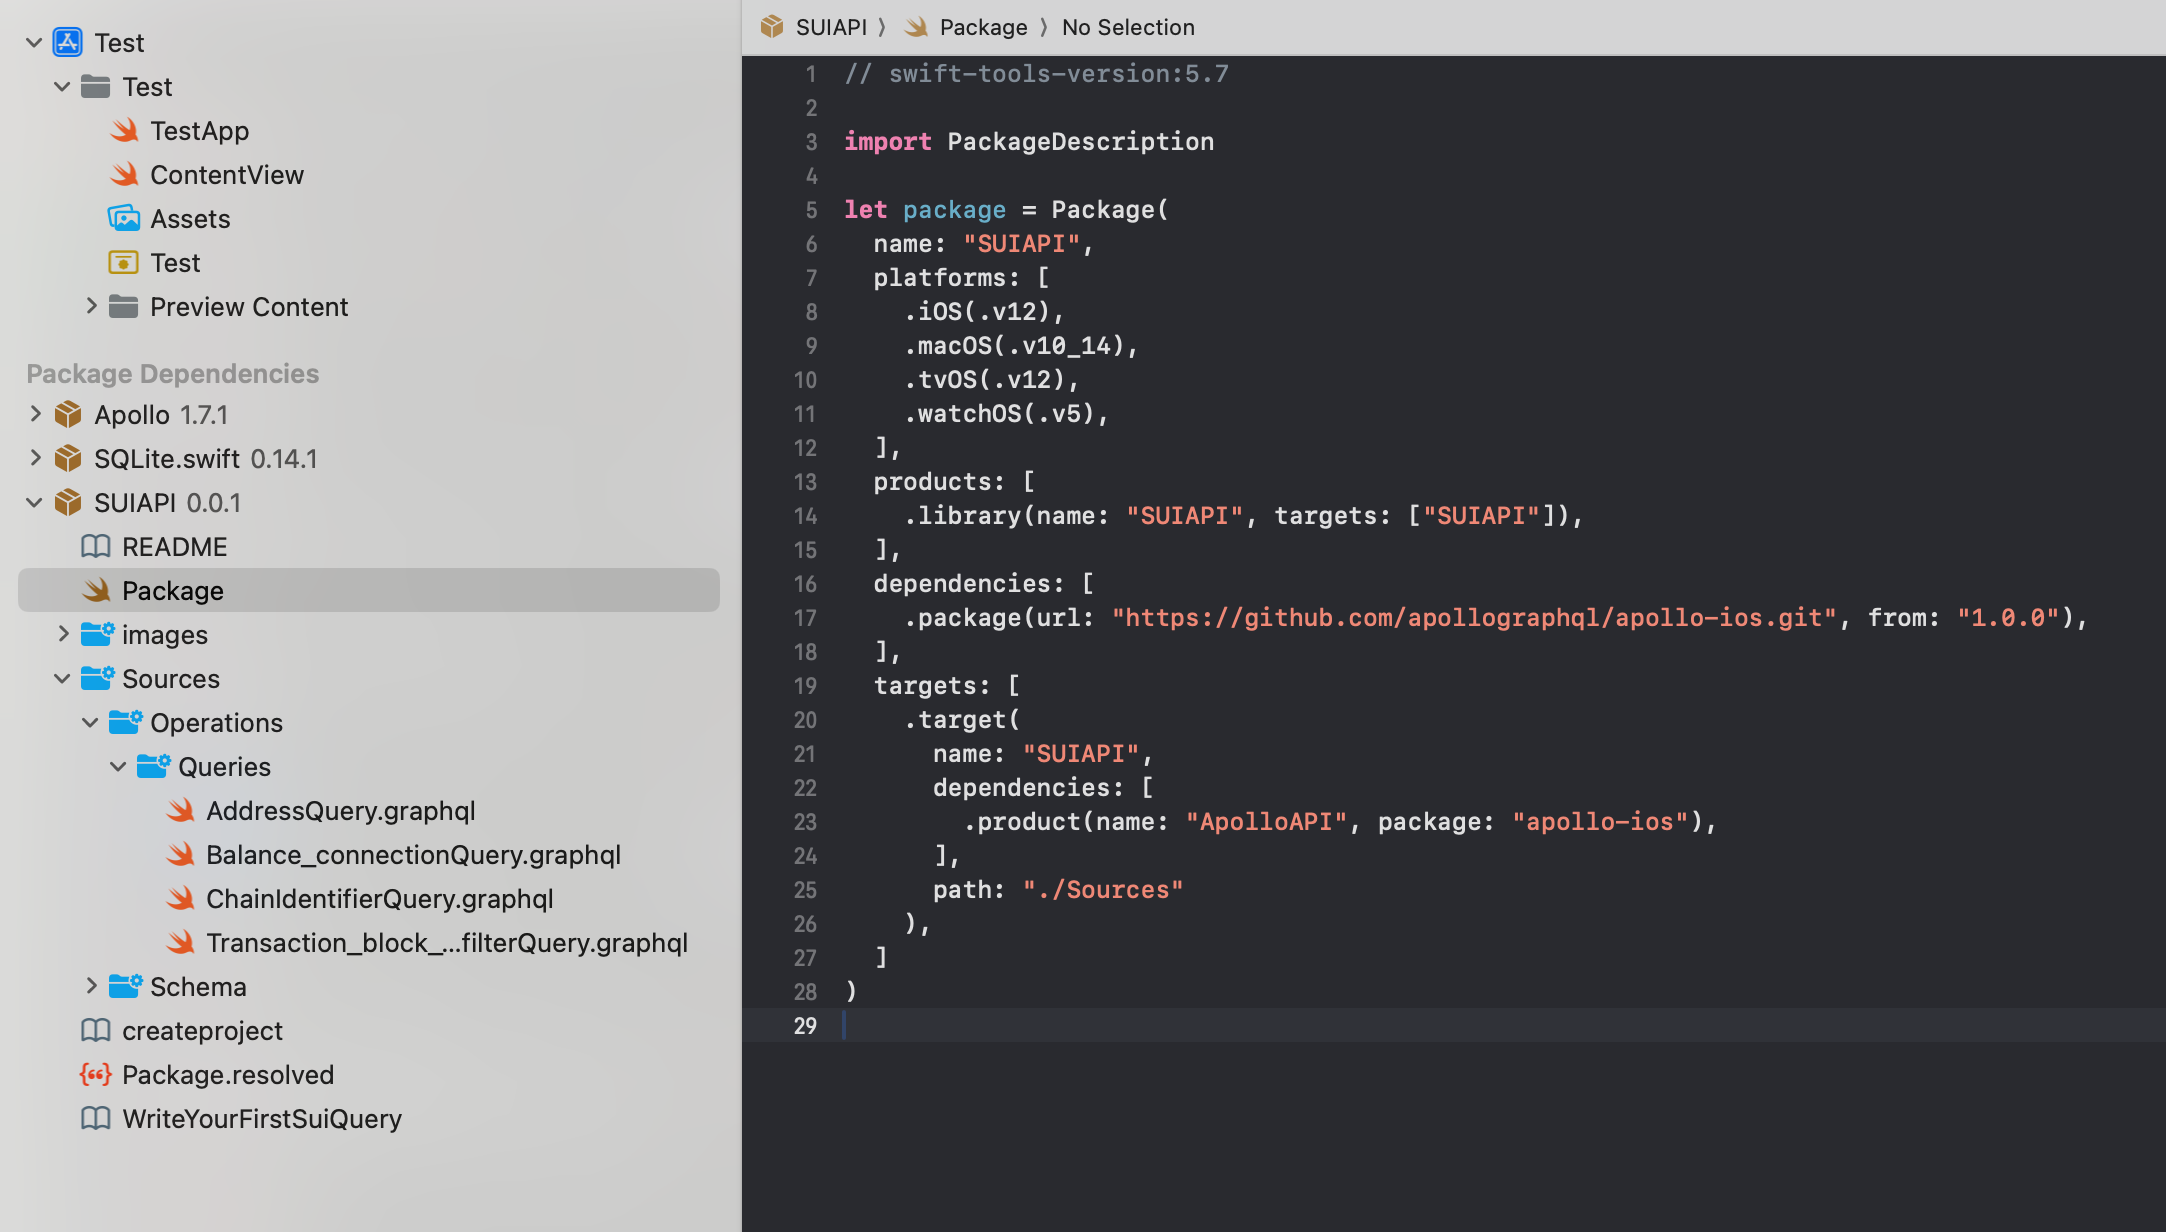 Test
Test
TestApp
ContentView
Assets
Test
Preview Content
Package Dependencies
Apollo 1.7.1
SQLite.swift 0.14.1
SUIAPI 0.0.1
README
Package
images
Sources
Operations
Queries
AddressQuery.graphql
Balance_connectionQuery.graphql
ChainIdentifierQuery.graphql
Transaction_block_...filterQuery.graphql
Schema
createproject
Package.resolved
WriteYourFirstSuiQuery
SUIAPI 〉 Package 〉 No Selection
1 // swift-tools-version:5.7
2
3 import PackageDescription
4
5 let package = Package(
6   name: "SUIAPI",
7   platforms: [
8     .iOS(.v12),
9     .macOS(.v10_14),
10     .tvOS(.v12),
11     .watchOS(.v5),
12   ],
13   products: [
14     .library(name: "SUIAPI", targets: ["SUIAPI"]),
15   ],
16   dependencies: [
17     .package(url: "https://github.com/apollographql/apollo-ios.git", from: "1.0.0"),
18   ],
19   targets: [
20     .target(
21       name: "SUIAPI",
22       dependencies: [
23         .product(name: "ApolloAPI", package: "apollo-ios"),
24       ],
25       path: "./Sources"
26     ),
27   ]
28 )
29